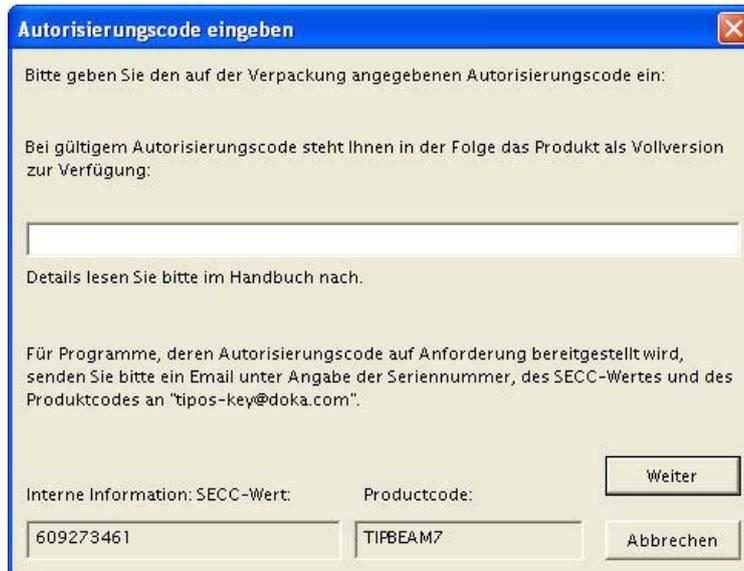 Autorisierungscode eingeben
Bitte geben Sie den auf der Verpackung angegebenen Autorisierungscode ein:
Bei gültigem Autorisierungscode steht Ihnen in der Folge das Produkt als Vollversion
zur Verfügung:
Details lesen Sie bitte im Handbuch nach.
Für Programme, deren Autorisierungscode auf Anforderung bereitgestellt wird,
senden Sie bitte ein Email unter Angabe der Seriennummer, des SECC-Wertes und des
Produktcodes an "tipos-key@doka.com".
Weiter
Interne Information: SECC-Wert:
Productcode:
609273461
TIPBEAM7
Abbrechen